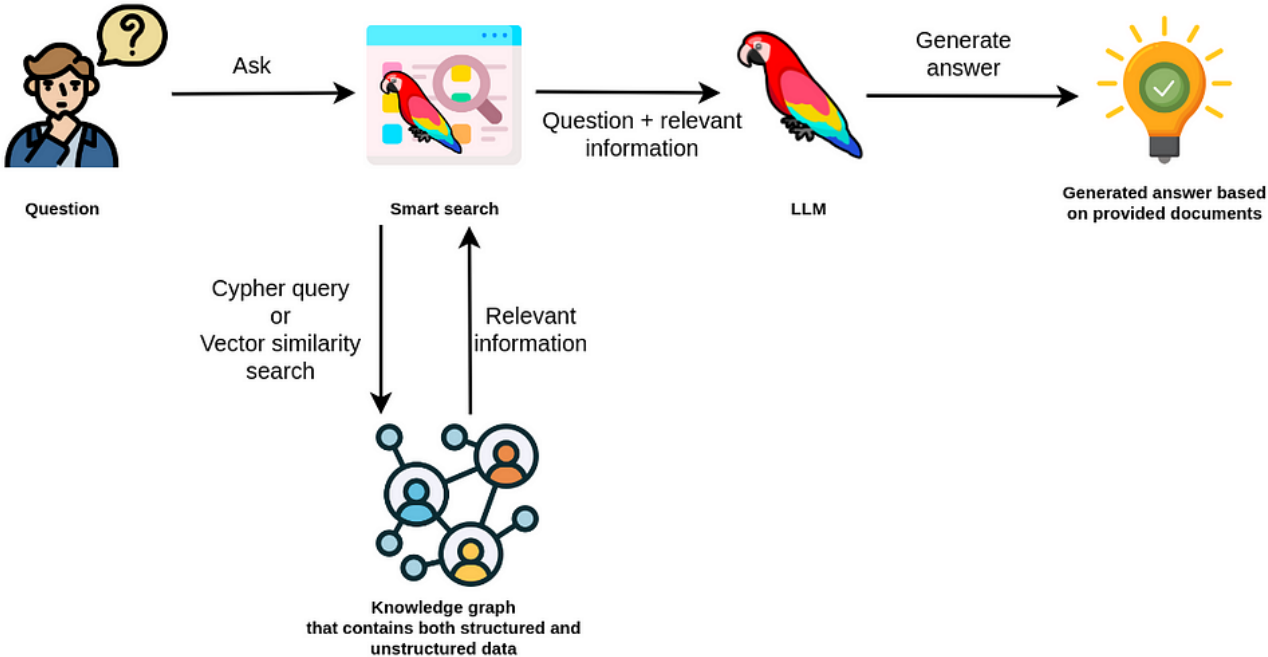 ?
Ask
Generate
answer
Question + relevant
information
Question
Smart search
LLM
Generated answer based
on provided documents
Cypher query
or
Vector similarity
search
Relevant
information
Knowledge graph
that contains both structured and
unstructured data